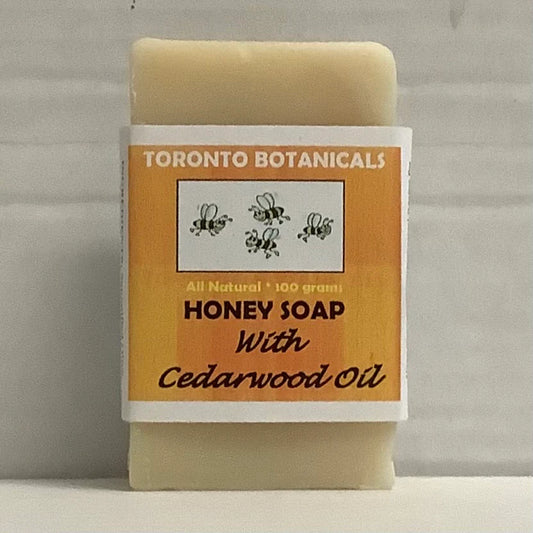 TORONTO BOTANICALS
All Natural * 100 grams
HONEY SOAP
With
Cedarwood Oil